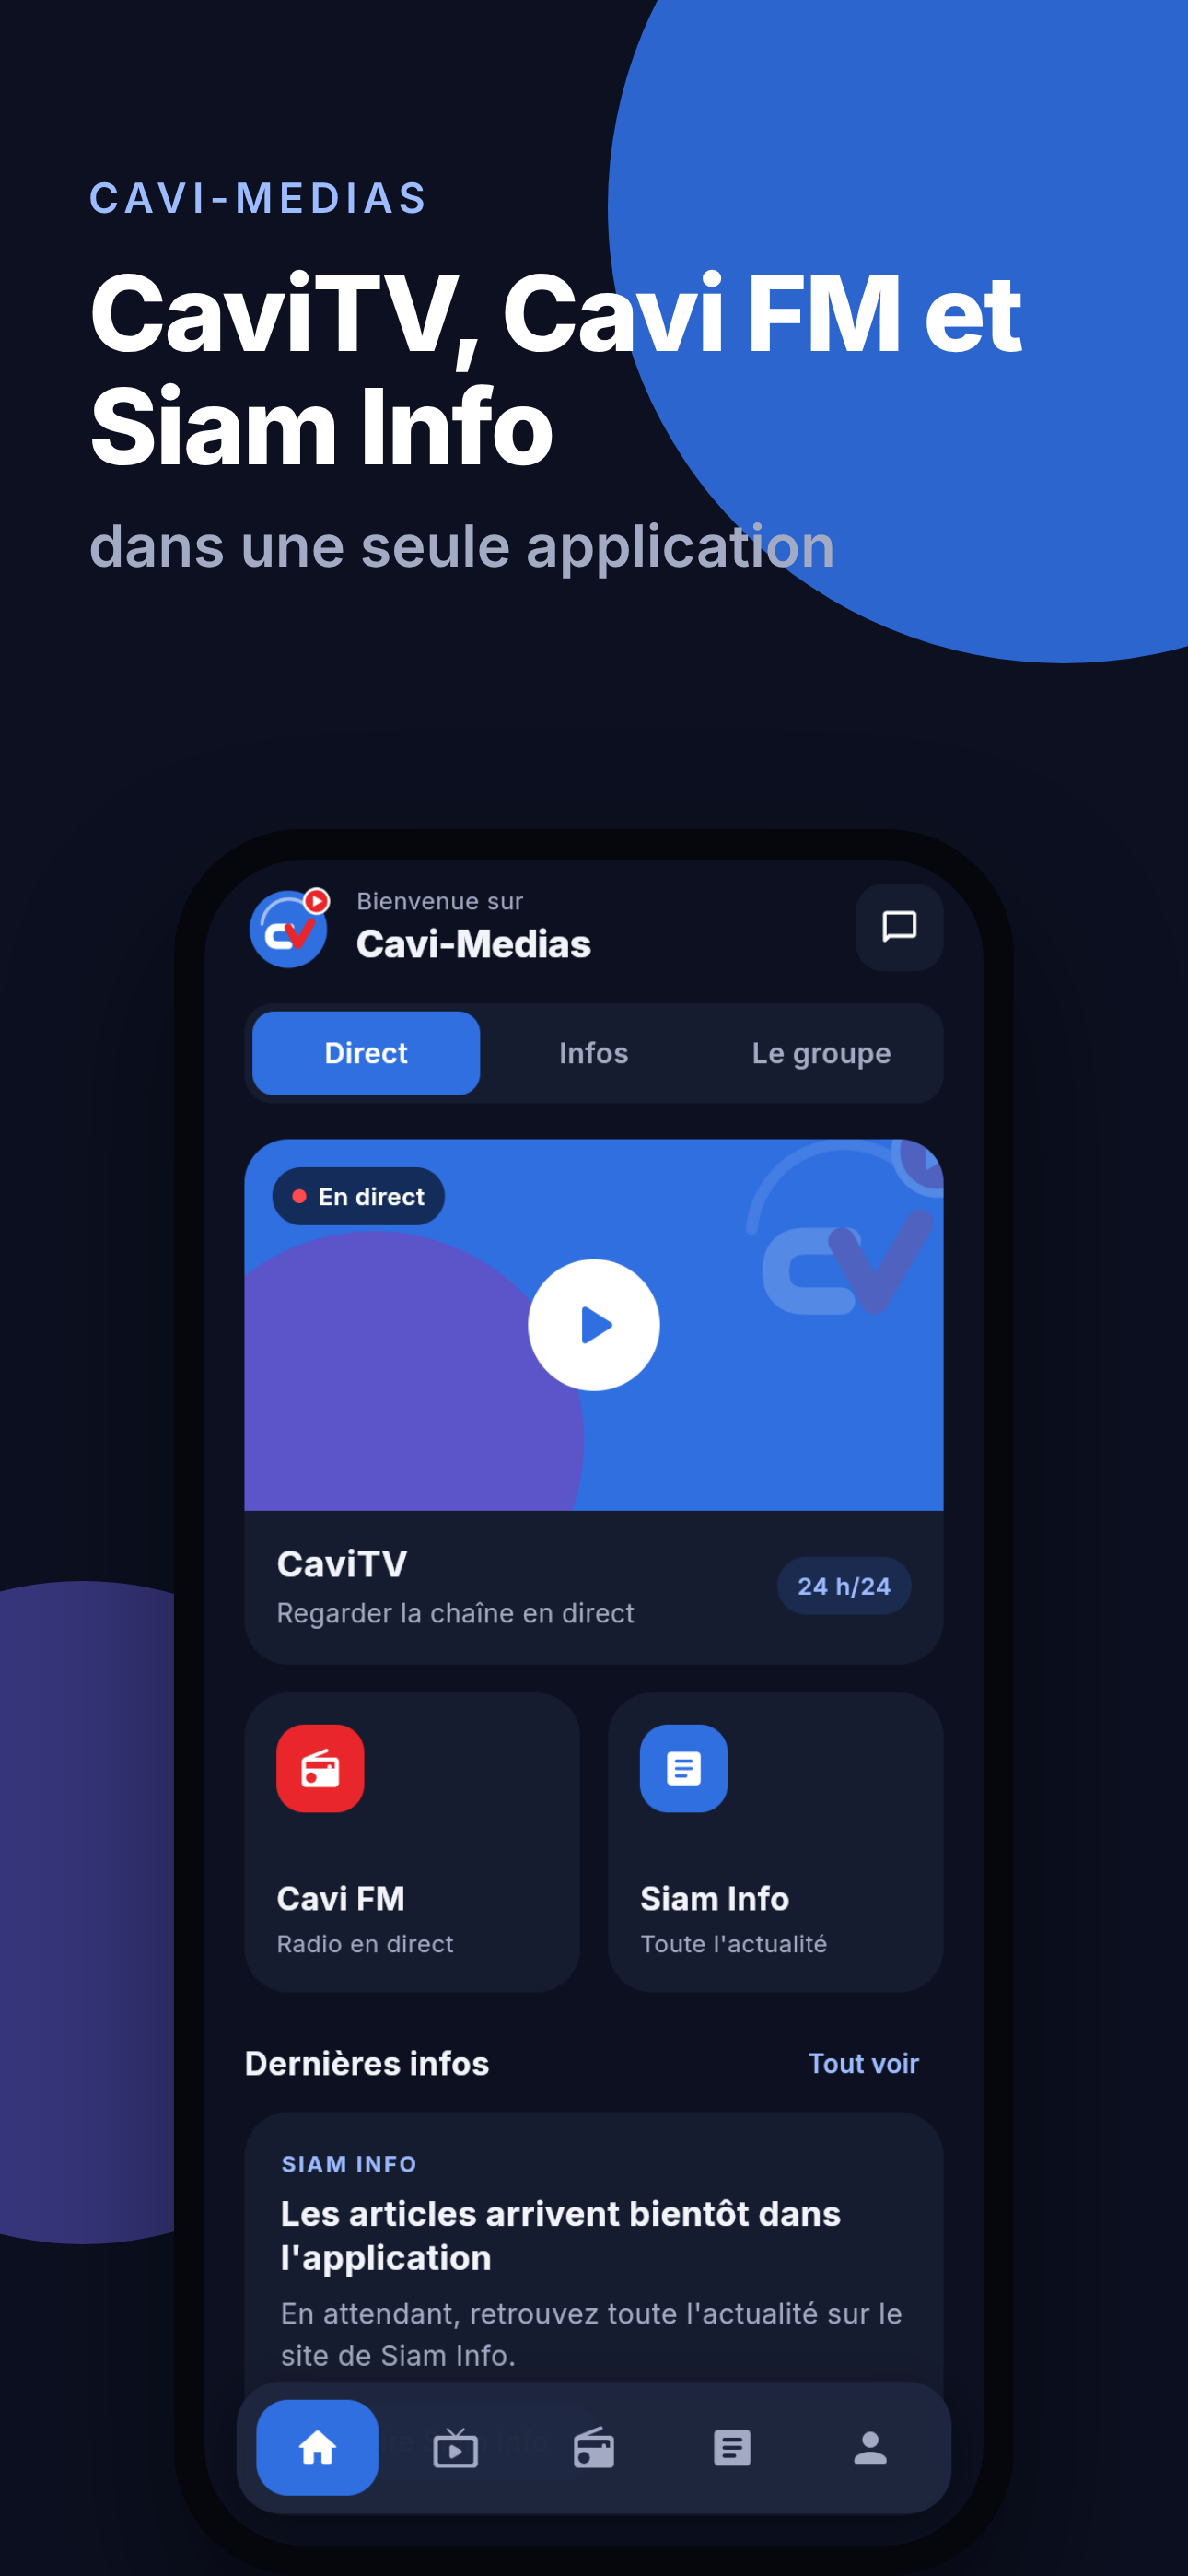 CAVI-MEDIAS
CaviTV, Cavi FM et
Siam Info
dans une seule application
Bienvenue sur
Cavi-Medias
Direct
Infos
Le groupe
En direct
CaviTV
Regarder la chaîne en direct
24 h/24
Cavi FM
Radio en direct
Siam Info
Toute l'actualité
Dernières infos
Tout voir
SIAM INFO
Les articles arrivent bientôt dans
l'application
En attendant, retrouvez toute l'actualité sur le
site de Siam Info.